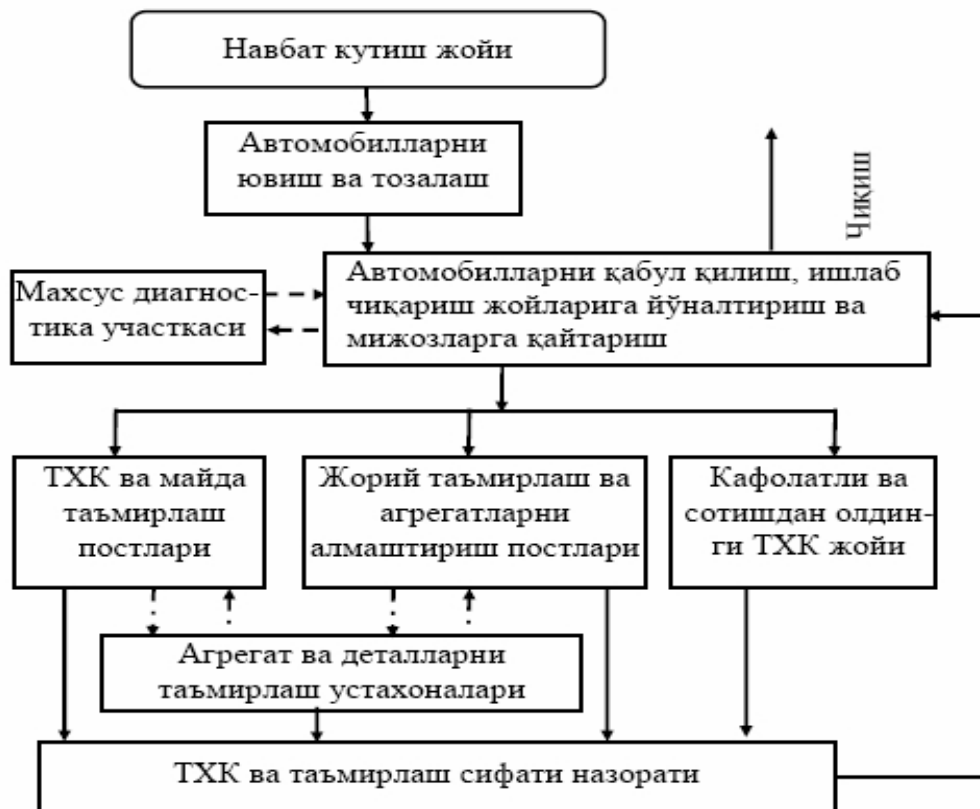 Навбат кутиш жойи
Автомобилларни
ювиш ва тозалаш
Чиқиш
Автомобилларни қабул қилиш, ишлаб
чиқариш жойларига йўналтириш ва
мижозларга қайтариш
Махсус диагнос-
тика участкаси
ТХК ва майда
таъмирлаш
постлари
Жорий таъмирлаш ва
агрегатларни
алмаштириш постлари
Кафолатли ва
сотишдан олдин-
ги ТХК жойи
Агрегат ва деталларни
таъмирлаш устахоналари
ТХК ва таъмирлаш сифати назорати